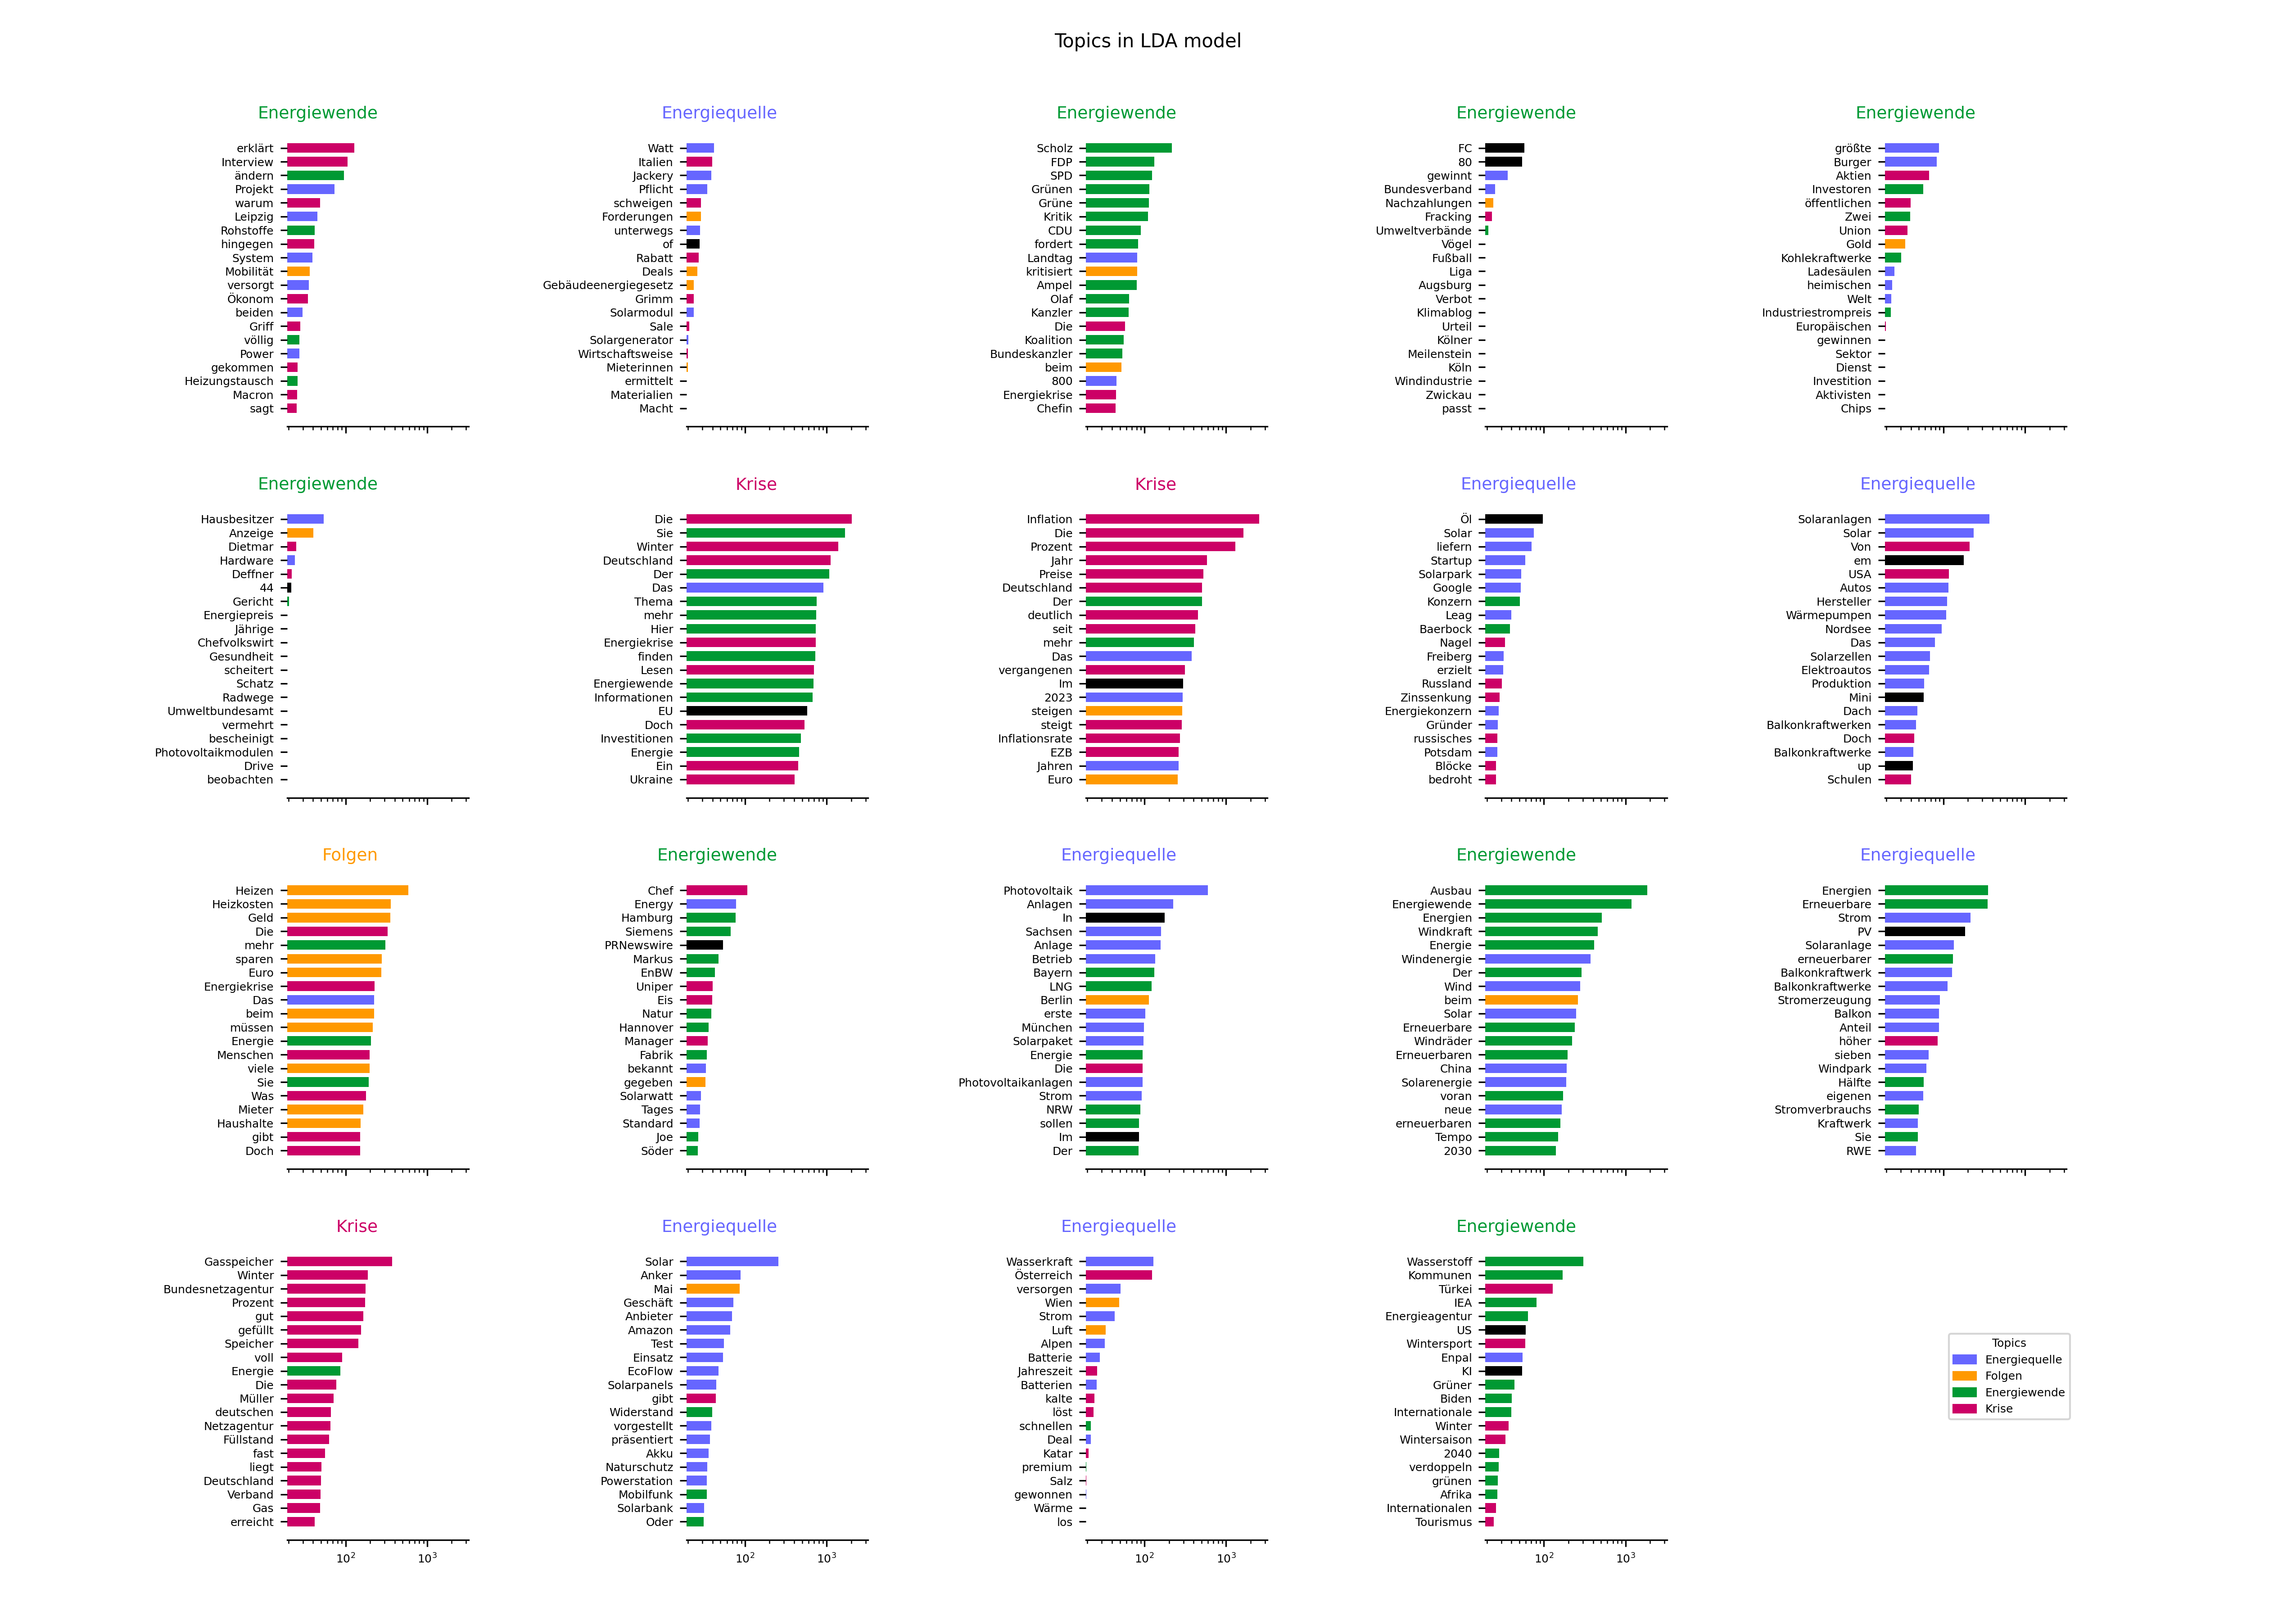 Topics in LDA model
Energiewende
erklärt
Interview
ändern
Projekt
warum
Leipzig
Rohstoffe
hingegen
System
Mobilität
versorgt
Ökonom
beiden
Griff
völlig
Power
gekommen
Heizungstausch
Macron
sagt
Energiequelle
Watt
Italien
Jackery
Pflicht
schweigen
Forderungen
unterwegs
of
Rabatt
Deals
Gebäudeenergiegesetz
Grimm
Solarmodul
Sale
Solargenerator
Wirtschaftsweise
Mieterinnen
ermittelt
Materialien
Macht
Energiewende
Scholz
FDP
SPD
Grünen
Grüne
Kritik
CDU
fordert
Landtag
kritisiert
Ampel
Olaf
Kanzler
Die
Koalition
Bundeskanzler
beim
800
Energiekrise
Chefin
Energiewende
FC
80
gewinnt
Bundesverband
Nachzahlungen
Fracking
Umweltverbände
Vögel
Fußball
Liga
Augsburg
Verbot
Klimablog
Urteil
Kölner
Meilenstein
Köln
Windindustrie
Zwickau
passt
Energiewende
größte
Burger
Aktien
Investoren
öffentlichen
Zwei
Union
Gold
Kohlekraftwerke
Ladesäulen
heimischen
Welt
Industriestrompreis
Europäischen
gewinnen
Sektor
Dienst
Investition
Aktivisten
Chips
Energiewende
Hausbesitzer
Anzeige
Dietmar
Hardware
Deffner
44
Gericht
Energiepreis
Jährige
Chefvolkswirt
Gesundheit
scheitert
Schatz
Radwege
Umweltbundesamt
vermehrt
bescheinigt
Photovoltaikmodulen
Drive
beobachten
Krise
Die
Sie
Winter
Deutschland
Der
Das
Thema
mehr
Hier
Energiekrise
finden
Lesen
Energiewende
Informationen
EU
Doch
Investitionen
Energie
Ein
Ukraine
Krise
Inflation
Die
Prozent
Jahr
Preise
Deutschland
Der
deutlich
seit
mehr
Das
vergangenen
Im
2023
steigen
steigt
Inflationsrate
EZB
Jahren
Euro
Energiequelle
Öl
Solar
liefern
Startup
Solarpark
Google
Konzern
Leag
Baerbock
Nagel
Freiberg
erzielt
Russland
Zinssenkung
Energiekonzern
Gründer
russisches
Potsdam
Blöcke
bedroht
Energiequelle
Solaranlagen
Solar
Von
em
USA
Autos
Hersteller
Wärmepumpen
Nordsee
Das
Solarzellen
Elektroautos
Produktion
Mini
Dach
Balkonkraftwerken
Doch
Balkonkraftwerke
up
Schulen
Folgen
Heizen
Heizkosten
Geld
Die
mehr
sparen
Euro
Energiekrise
Das
beim
müssen
Energie
Menschen
viele
Sie
Was
Mieter
Haushalte
gibt
Doch
Energiewende
Chef
Energy
Hamburg
Siemens
PRNewswire
Markus
EnBW
Uniper
Eis
Natur
Hannover
Manager
Fabrik
bekannt
gegeben
Solarwatt
Tages
Standard
Joe
Söder
Energiequelle
Photovoltaik
Anlagen
In
Sachsen
Anlage
Betrieb
Bayern
LNG
Berlin
erste
München
Solarpaket
Energie
Die
Photovoltaikanlagen
Strom
NRW
sollen
Im
Der
Energiewende
Ausbau
Energiewende
Energien
Windkraft
Energie
Windenergie
Der
Wind
beim
Solar
Erneuerbare
Windräder
Erneuerbaren
China
Solarenergie
voran
neue
erneuerbaren
Tempo
2030
Energiequelle
Energien
Erneuerbare
Strom
PV
Solaranlage
erneuerbarer
Balkonkraftwerk
Balkonkraftwerke
Stromerzeugung
Balkon
Anteil
höher
sieben
Windpark
Hälfte
eigenen
Stromverbrauchs
Kraftwerk
Sie
RWE
Krise
Gasspeicher
Winter
Bundesnetzagentur
Prozent
gut
gefüllt
Speicher
voll
Energie
Die
Müller
deutschen
Netzagentur
Füllstand
fast
liegt
Deutschland
Verband
Gas
erreicht
10² 10³
Energiequelle
Solar
Anker
Mai
Geschäft
Anbieter
Amazon
Test
Einsatz
EcoFlow
Solarpanels
gibt
Widerstand
vorgestellt
präsentiert
Akku
Naturschutz
Powerstation
Mobilfunk
Solarbank
Oder
10² 10³
Energiequelle
Wasserkraft
Österreich
versorgen
Wien
Strom
Luft
Alpen
Batterie
Jahreszeit
Batterien
kalte
löst
schnellen
Deal
Katar
premium
Salz
gewonnen
Wärme
los
10² 10³
Energiewende
Wasserstoff
Kommunen
Türkei
IEA
Energieagentur
US
Wintersport
Enpal
KI
Grüner
Biden
Internationale
Winter
Wintersaison
2040
verdoppeln
grünen
Afrika
Internationalen
Tourismus
10² 10³
Topics
Energiequelle
Folgen
Energiewende
Krise